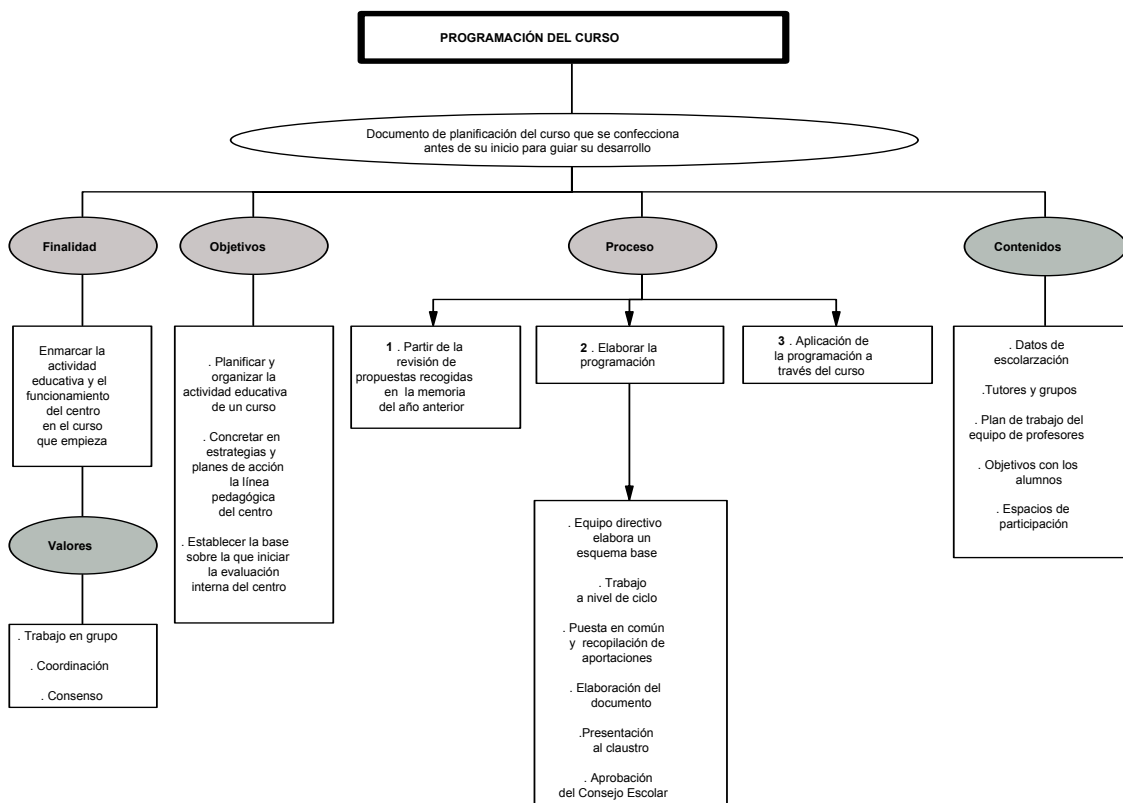 PROGRAMACIÓN DEL CURSO
Documento de planificación del curso que se confecciona
antes de su inicio para guiar su desarrollo
Finalidad
Enmarcar la
actividad
educativa y el
funcionamiento
del centro
en el curso
que empieza
Valores
. Trabajo en grupo
. Coordinación
. Consenso
Objetivos
. Planificar y
organizar la
actividad educativa
de un curso
. Concretar en
estrategias y
planes de acción
la línea
pedagógica
del centro
. Establecer la base
sobre la que iniciar
la evaluación
interna del centro
Proceso
1 . Partir de la
revisión de
propuestas recogidas
en la memoria
del año anterior
2 . Elaborar la
programación
. Equipo directivo
elabora un
esquema base
. Trabajo
a nivel de ciclo
. Puesta en común
y recopilación de
aportaciones
. Elaboración del
documento
.Presentación
al claustro
. Aprobación
del Consejo Escolar
3 . Aplicación de
la programación a
través del curso
Contenidos
. Datos de
escolarzación
.Tutores y grupos
. Plan de trabajo del
equipo de profesores
. Objetivos con los
alumnos
. Espacios de
participación